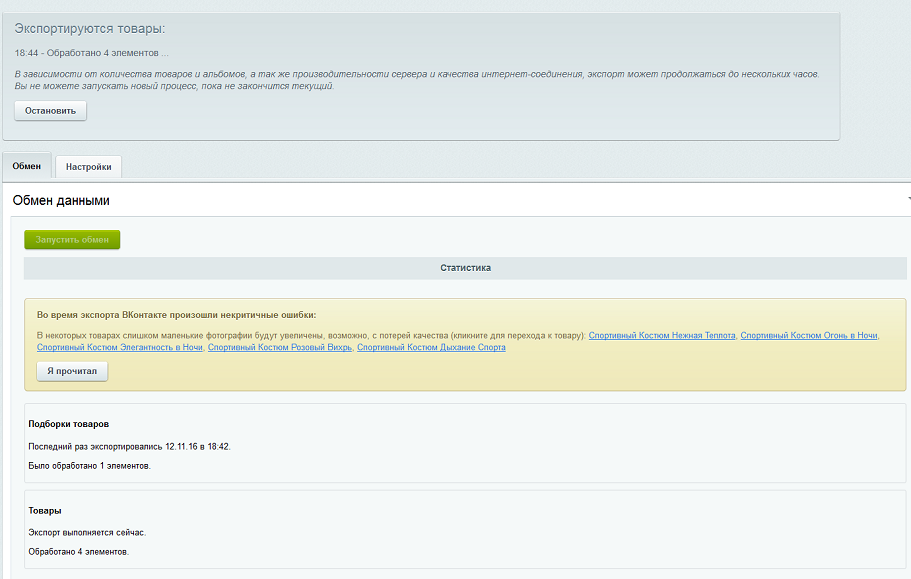 Экспортируются товары:
18:44 - Обработано 4 элементов ...
В зависимости от количества товаров и альбомов, а так же производительности сервера и качества интернет-соединения, экспорт может продолжаться до нескольких часов.
Вы не можете запускать новый процесс, пока не закончится текущий.
Остановить
Обмен Настройки
Обмен данными
Запустить обмен
Статистика
Во время экспорта ВКонтакте произошли некритичные ошибки:
В некоторых товарах слишком маленькие фотографии будут увеличены, возможно, с потерей качества (кликните для перехода к товару): Спортивный Костюм Нежная Теплота, Спортивный Костюм Огонь в Ночи,
Спортивный Костюм Элегантность в Ночи, Спортивный Костюм Розовый Вихрь, Спортивный Костюм Дыхание Спорта
Я прочитал
Подборки товаров
Последний раз экспортировались 12.11.16 в 18:42.
Было обработано 1 элементов.
Товары
Экспорт выполняется сейчас.
Обработано 4 элементов.